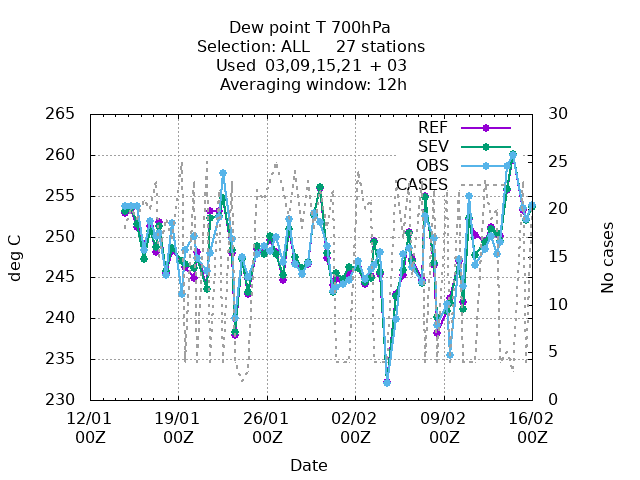 Dew point T 700hPa
Selection: ALL 27 stations
Used 03,09,15,21 + 03
Averaging window: 12h
265 30
REF
SEV
OBS
CASES
260 25
255 20
250 15
245 10
240 5
235 0
230
deg C
No cases
12/01 19/01 26/01 02/02 09/02 16/02
00Z 00Z 00Z 00Z 00Z 00Z
Date